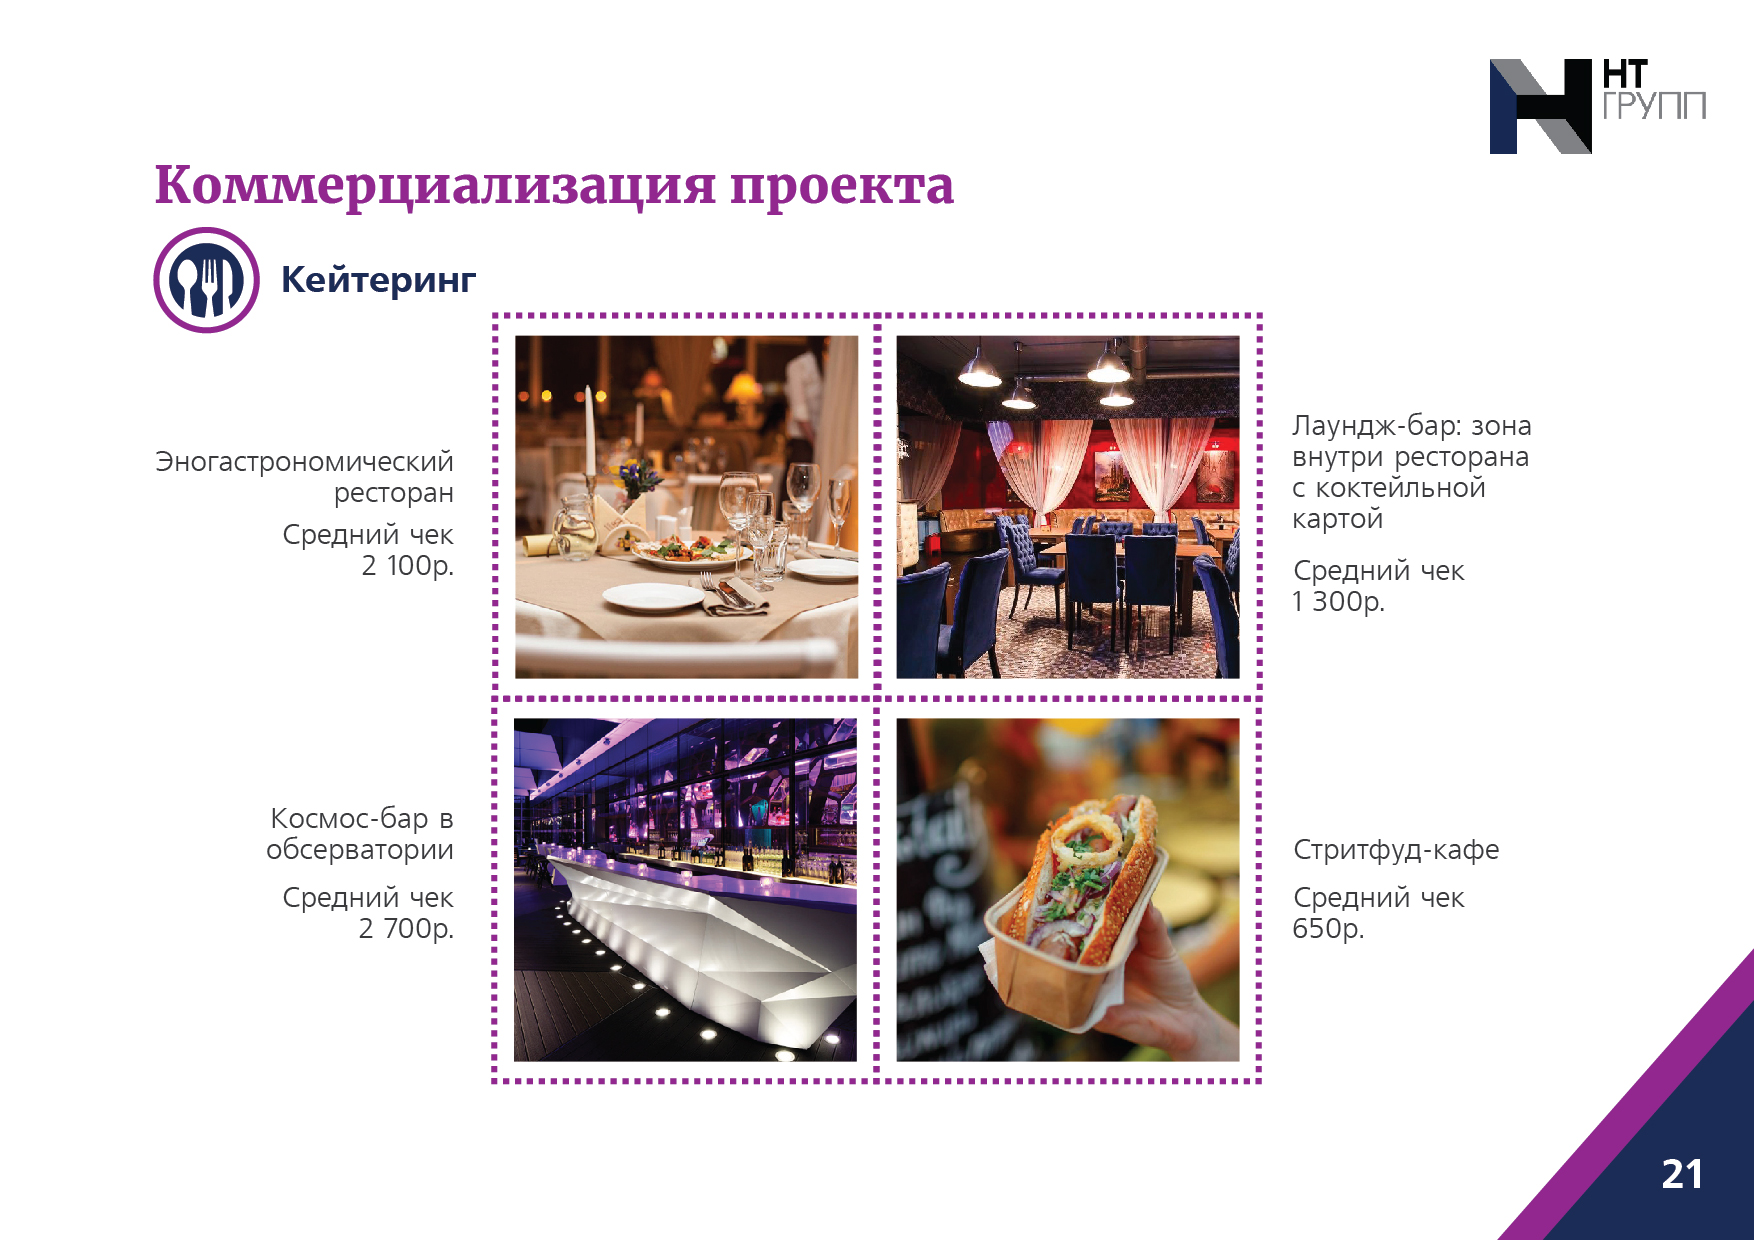 НТ
ГРУПП
Коммерциализация проекта
Кейтеринг
Эногастрономический
ресторан
Средний чек
2 100р.
Лаундж-бар: зона
внутри ресторана
с коктейльной
картой
Средний чек
1 300р.
Космос-бар в
обсерватории
Средний чек
2 700р.
Стритфуд-кафе
Средний чек
650р.
21